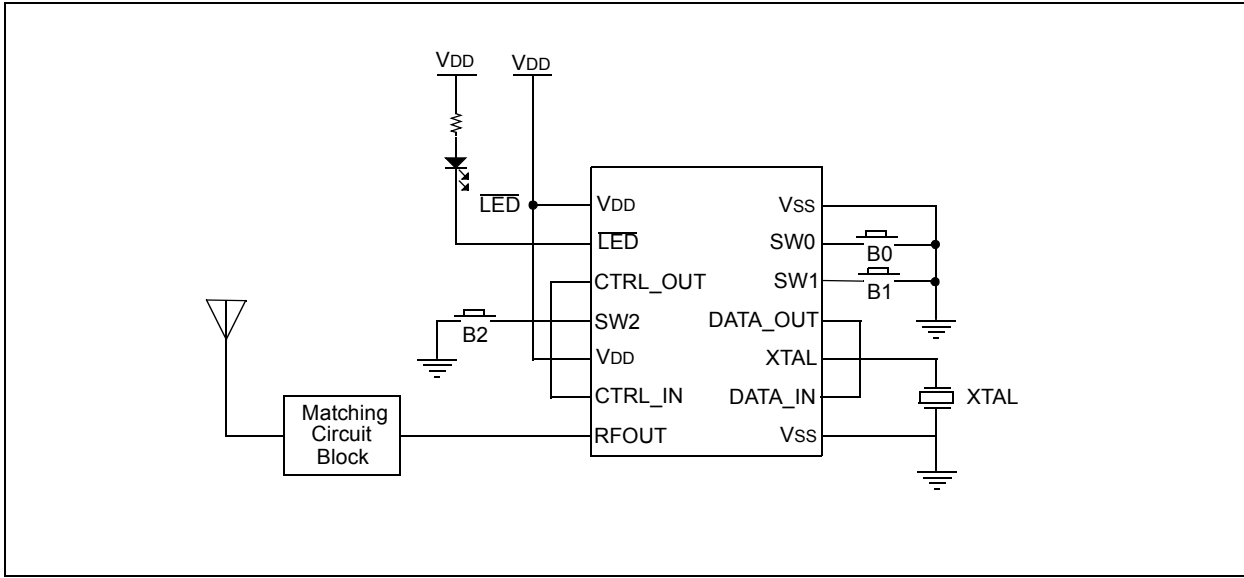 VDD VDD
LED
VDD VSS
LED SW0
B0
CTRL_OUT SW1
B1
SW2 DATA_OUT
B2
VDD XTAL
CTRL_IN DATA_IN XTAL
Matching
Circuit
Block
RFOUT VSS